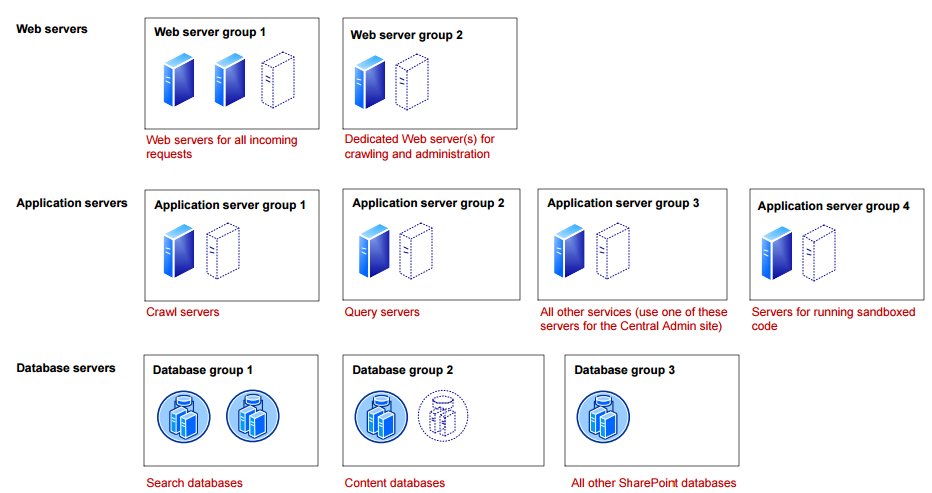 Web servers
Web server group 1
Web server group 2
Web servers for all incoming
requests
Dedicated Web server(s) for
crawling and administration
Application servers
Application server group 1
Application server group 2
Application server group 3
Application server group 4
Crawl servers
Query servers
All other services (use one of these
servers for the Central Admin site)
Servers for running sandboxed
code
Database servers
Database group 1
Database group 2
Database group 3
Search databases
Content databases
All other SharePoint databases